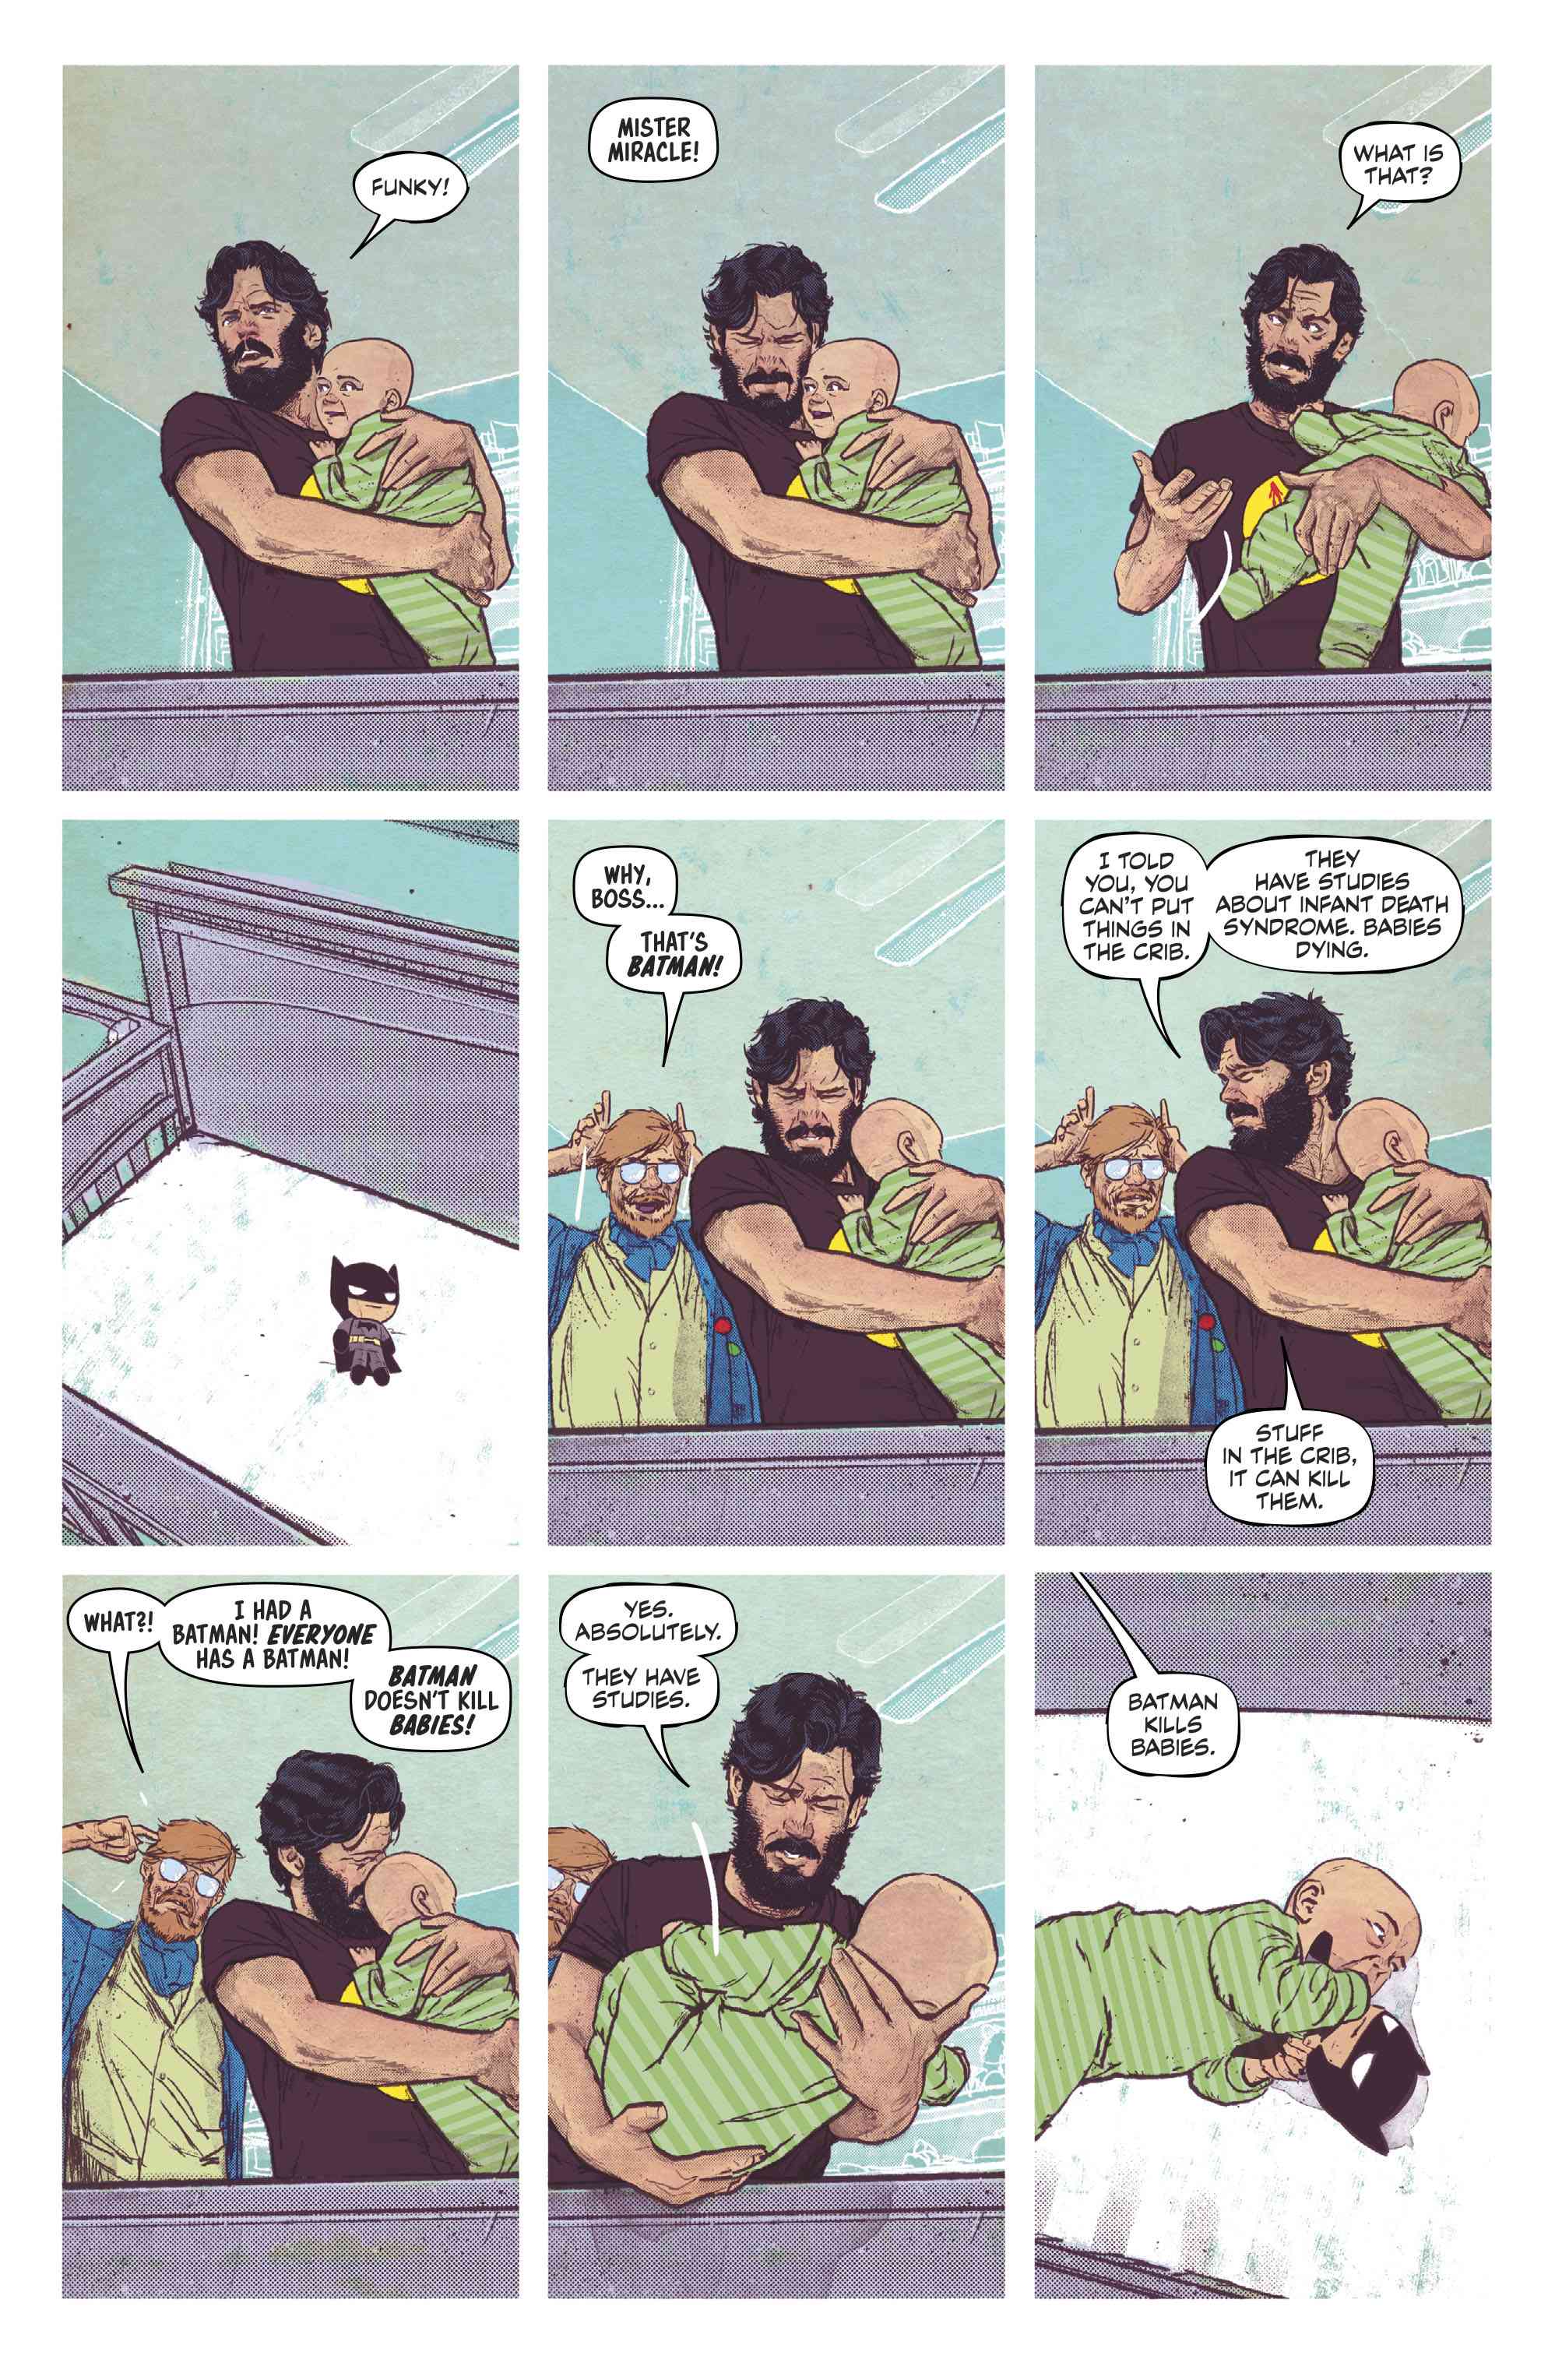 FUNKY!
MISTER
MIRACLE!
WHAT IS
THAT?
WHY,
BOSS...
THAT'S
BATMAN!
I TOLD
YOU, YOU
CAN'T PUT
THINGS IN
THE CRIB.
THEY
HAVE STUDIES
ABOUT INFANT DEATH
SYNDROME. BABIES
DYING.
STUFF
IN THE CRIB,
IT CAN KILL
THEM.
WHAT?!
I HAD A
BATMAN! EVERYONE
HAS A BATMAN!
BATMAN
DOESN'T KILL
BABIES!
YES.
ABSOLUTELY.
THEY HAVE
STUDIES.
BATMAN
KILLS
BABIES.